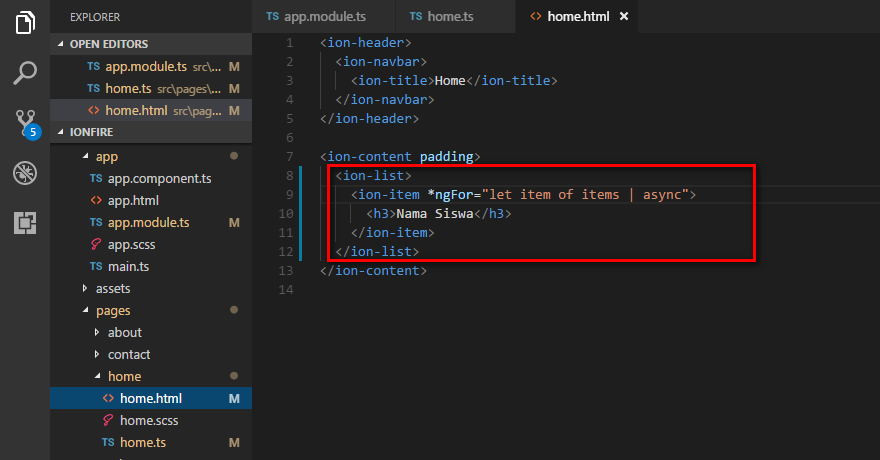 EXPLORER
OPEN EDITORS
TS app.module.ts src\... M
TS home.ts src\pages\... M
<> home.html src\pag... M
5
IONFIRE
app
TS app.component.ts
<> app.html
TS app.module.ts M
app.scss
TS main.ts
assets
pages
about
contact
home
<> home.html M
home.scss
TS home.ts M
TS app.module.ts TS home.ts <> home.html ×
1 <ion-header>
2 <ion-navbar>
3 <ion-title>Home</ion-title>
4 </ion-navbar>
5 </ion-header>
6
7 <ion-content padding>
8 <ion-list>
9 <ion-item *ngFor="let item of items | async">
10 <h3>Nama Siswa</h3>
11 </ion-item>
12 </ion-list>
13 </ion-content>
14